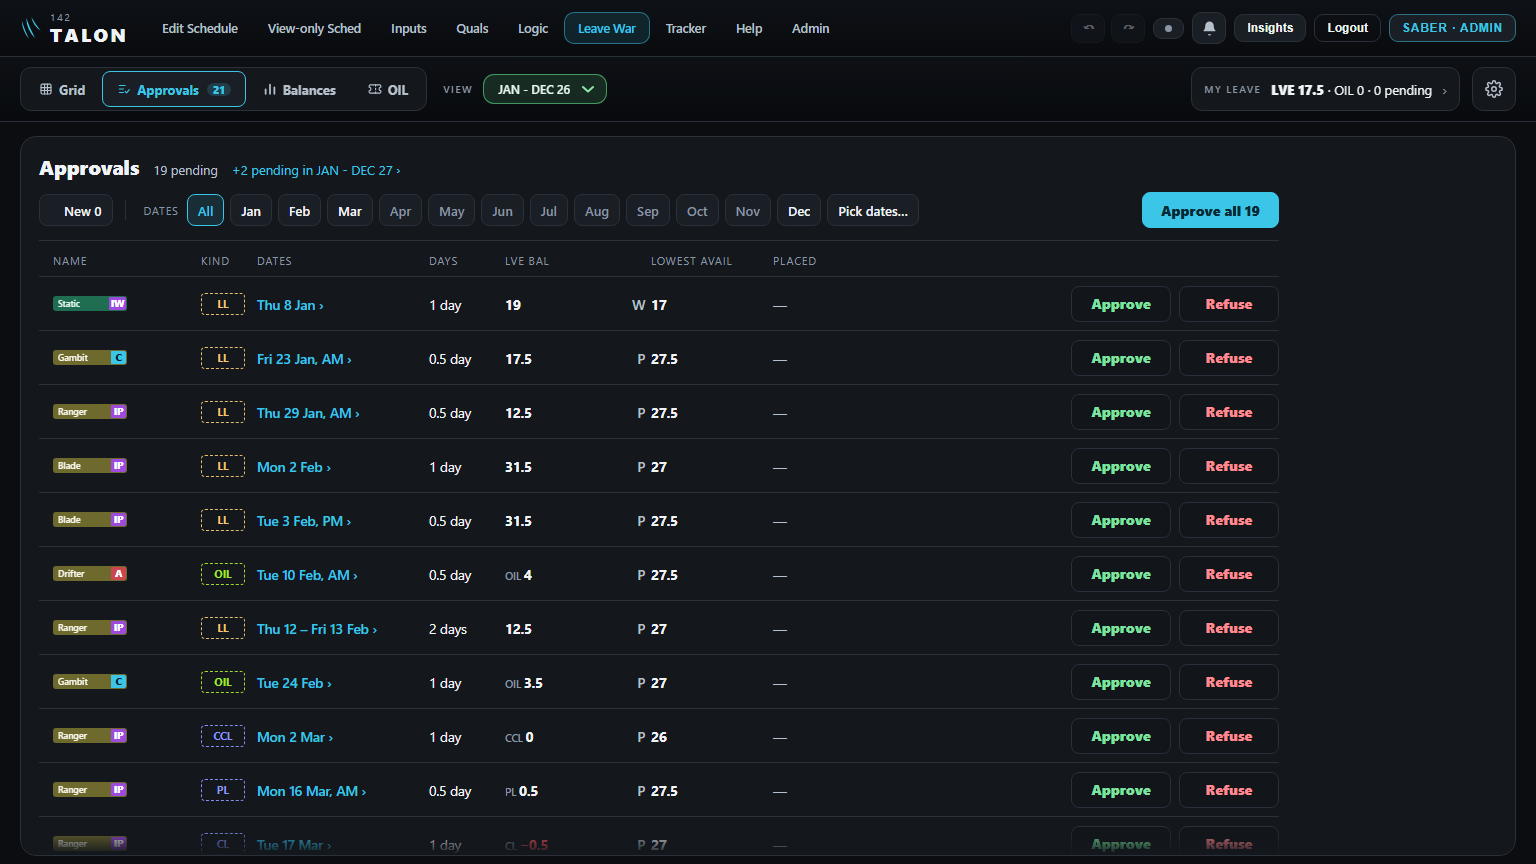 142
TALON
Edit Schedule
View-only Sched
Inputs
Quals
Logic
Leave War
Tracker
Help
Admin
Insights
Logout
SABER · ADMIN
Grid
Approvals 21
Balances
OIL
VIEW
JAN - DEC 26
MY LEAVE LVE 17.5 · OIL 0 · 0 pending ›
Approvals 19 pending +2 pending in JAN - DEC 27 ›
New 0
DATES All Jan Feb Mar Apr May Jun Jul Aug Sep Oct Nov Dec Pick dates...
Approve all 19
NAME KIND DATES DAYS LVE BAL LOWEST AVAIL PLACED
Static IW LL Thu 8 Jan › 1 day 19 W 17 — Approve Refuse
Gambit C LL Fri 23 Jan, AM › 0.5 day 17.5 P 27.5 — Approve Refuse
Ranger IP LL Thu 29 Jan, AM › 0.5 day 12.5 P 27.5 — Approve Refuse
Blade IP LL Mon 2 Feb › 1 day 31.5 P 27 — Approve Refuse
Blade IP LL Tue 3 Feb, PM › 0.5 day 31.5 P 27.5 — Approve Refuse
Drifter A OIL Tue 10 Feb, AM › 0.5 day OIL 4 P 27.5 — Approve Refuse
Ranger IP LL Thu 12 – Fri 13 Feb › 2 days 12.5 P 27 — Approve Refuse
Gambit C OIL Tue 24 Feb › 1 day OIL 3.5 P 27 — Approve Refuse
Ranger IP CCL Mon 2 Mar › 1 day CCL 0 P 26 — Approve Refuse
Ranger IP PL Mon 16 Mar, AM › 0.5 day PL 0.5 P 27.5 — Approve Refuse
Ranger IP CL Tue 17 Mar › 1 day CL −0.5 P 27 — Approve Refuse